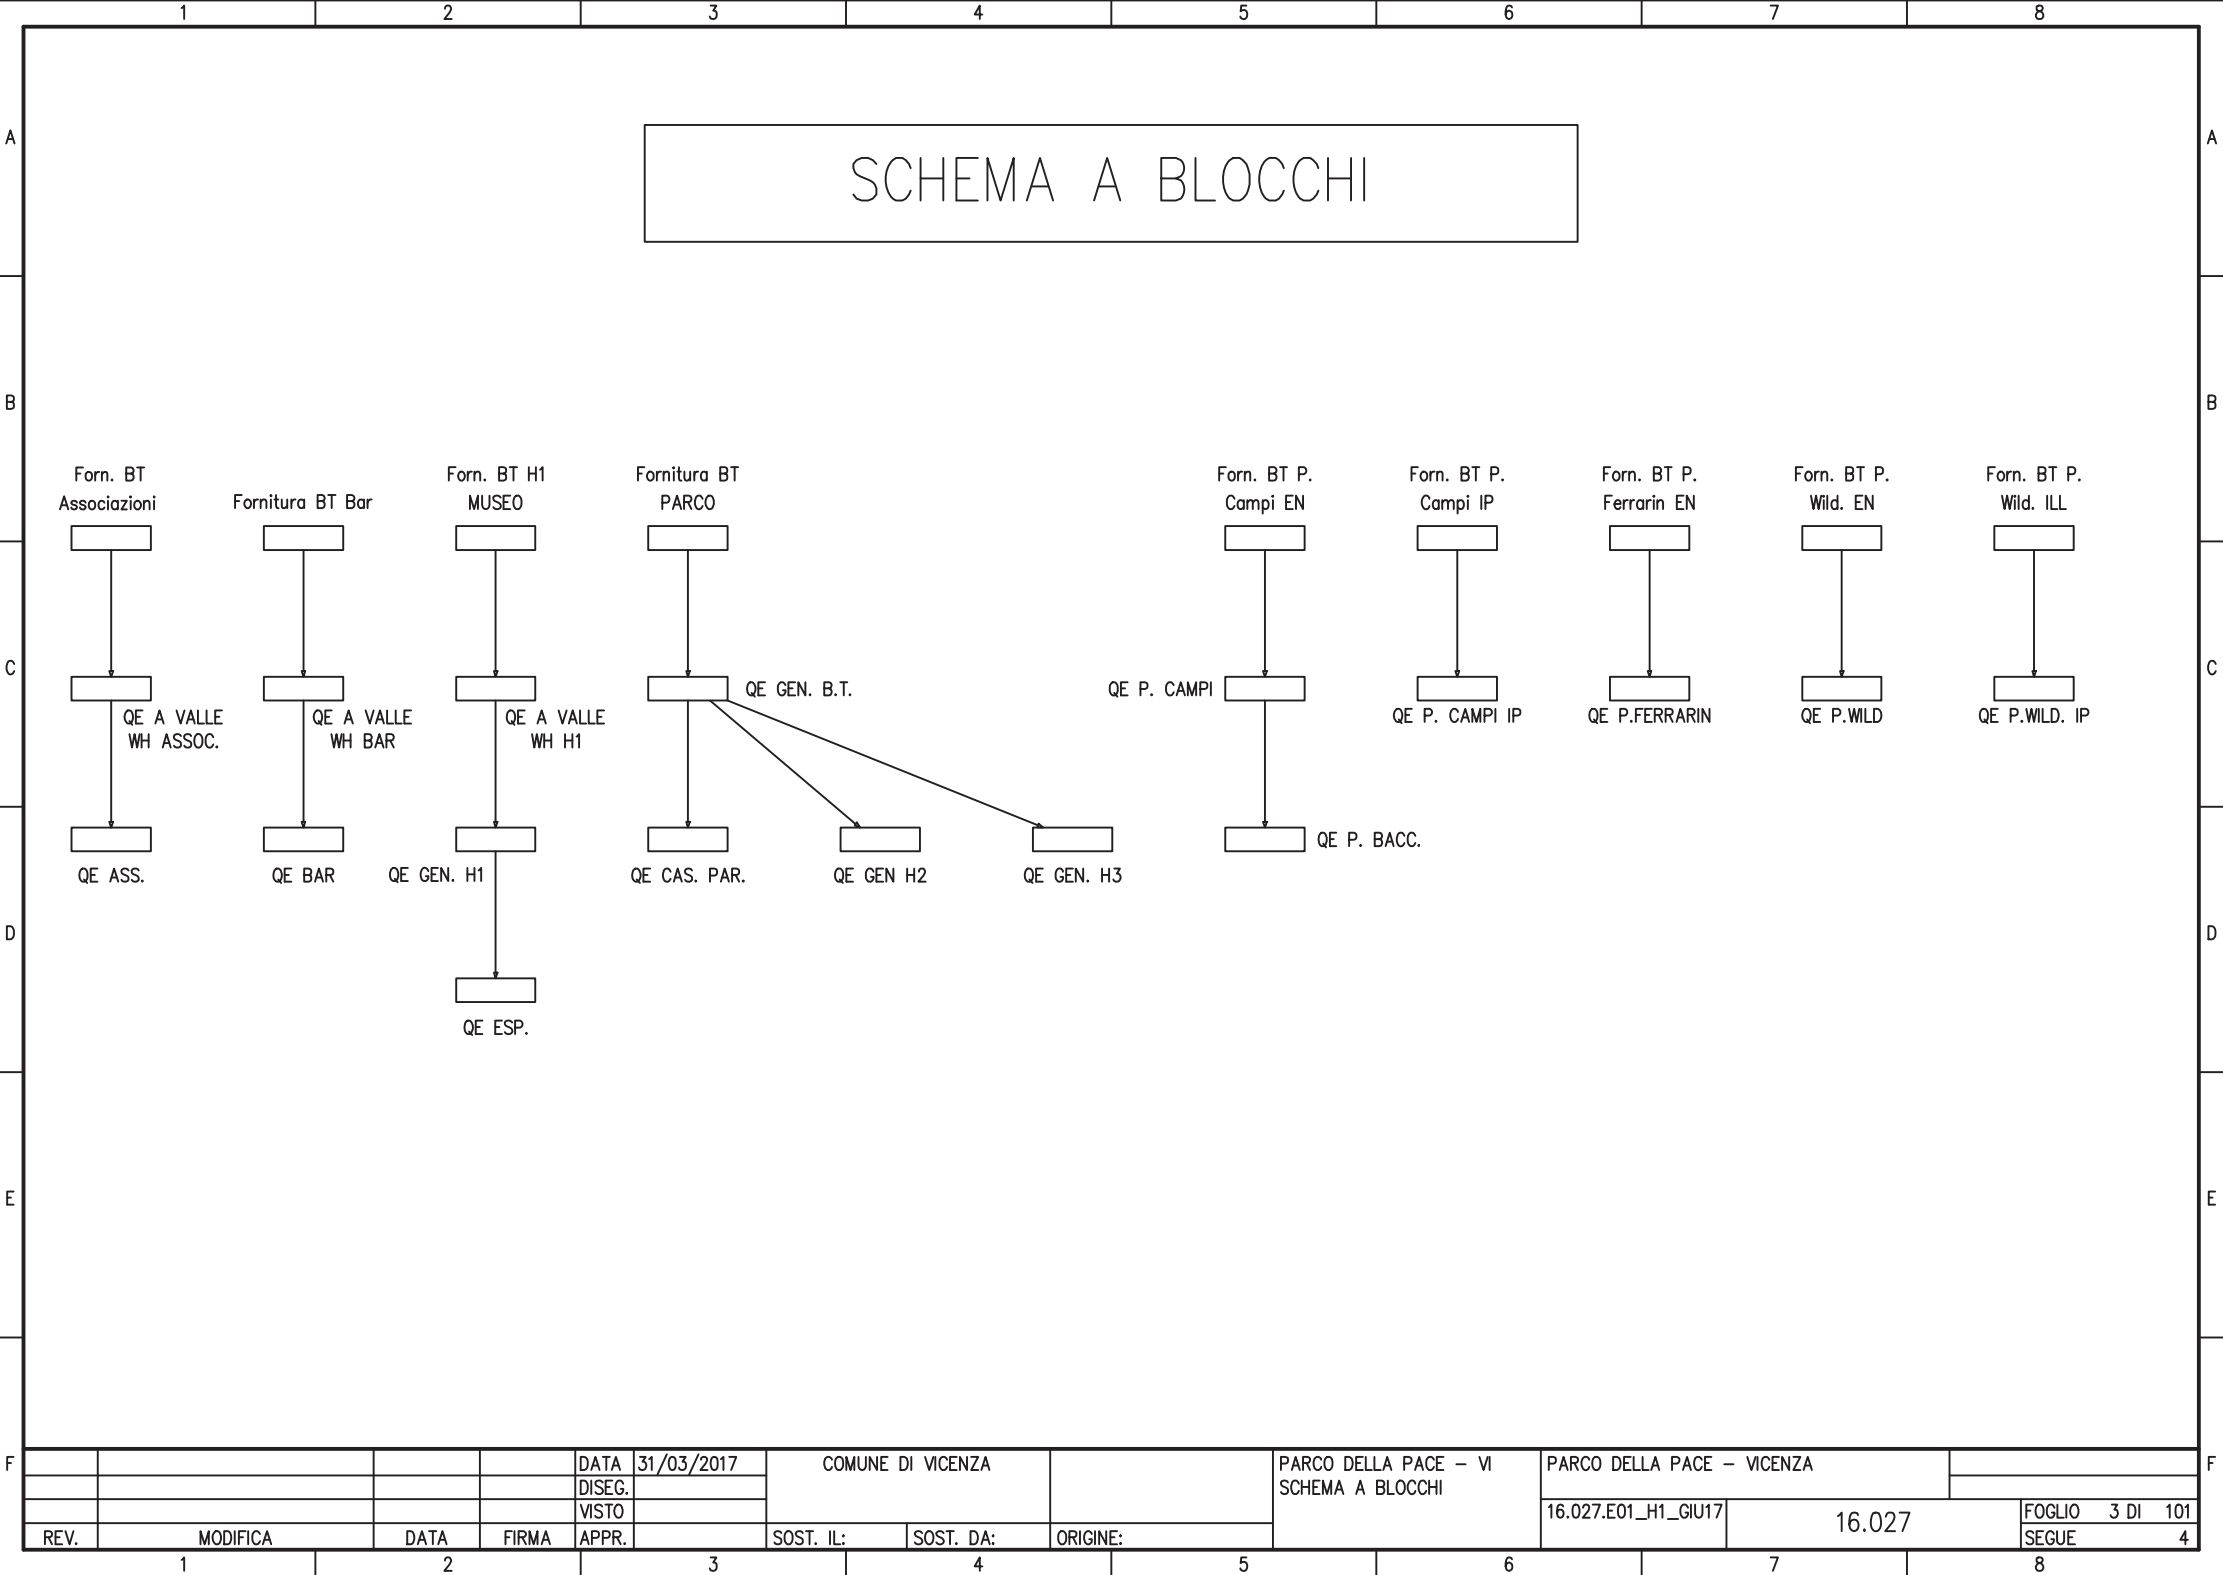 1 2 3 4 5 6 7 8
A A
SCHEMA A BLOCCHI
B B
Forn. BT
Associazioni
Fornitura BT Bar
Forn. BT H1
MUSEO
Fornitura BT
PARCO
Forn. BT P.
Campi EN
Forn. BT P.
Campi IP
Forn. BT P.
Ferrarin EN
Forn. BT P.
Wild. EN
Forn. BT P.
Wild. ILL
C C
QE A VALLE
WH ASSOC.
QE A VALLE
WH BAR
QE A VALLE
WH H1
QE GEN. B.T.
QE P. CAMPI
QE P. CAMPI IP
QE P.FERRARIN
QE P.WILD
QE P.WILD. IP
QE ASS.
QE BAR
QE GEN. H1
QE CAS. PAR.
QE GEN H2
QE GEN. H3
QE P. BACC.
D D
QE ESP.
E E
F F
REV. MODIFICA DATA FIRMA
DATA 31/03/2017
DISEG.
VISTO
APPR.
COMUNE DI VICENZA
SOST. IL: SOST. DA: ORIGINE:
PARCO DELLA PACE – VI
SCHEMA A BLOCCHI
PARCO DELLA PACE – VICENZA
16.027.E01_H1_GIU17
16.027
FOGLIO 3 DI 101
SEGUE 4
1 2 3 4 5 6 7 8